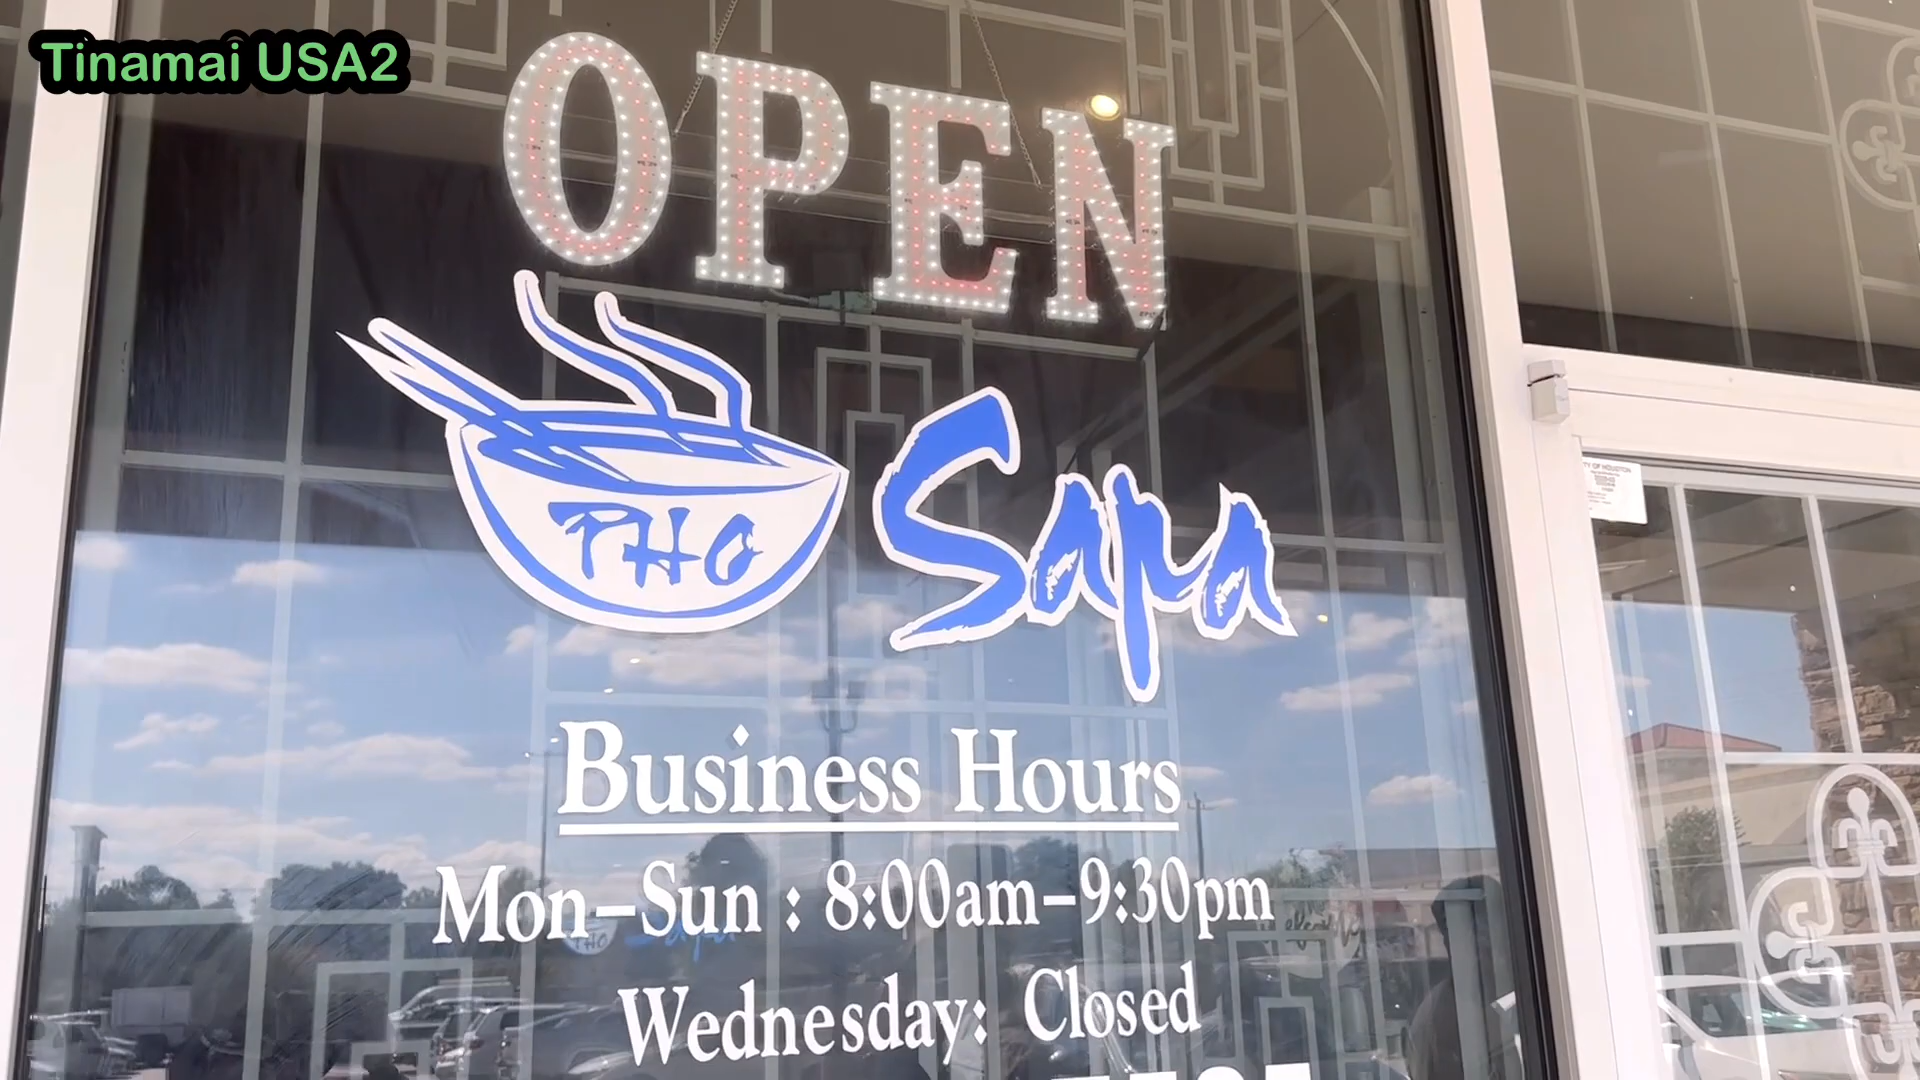 Tinamai USA2
OPEN
PHO
Sapa
Business Hours
Mon-Sun : 8:00am-9:30pm
Wednesday: Closed